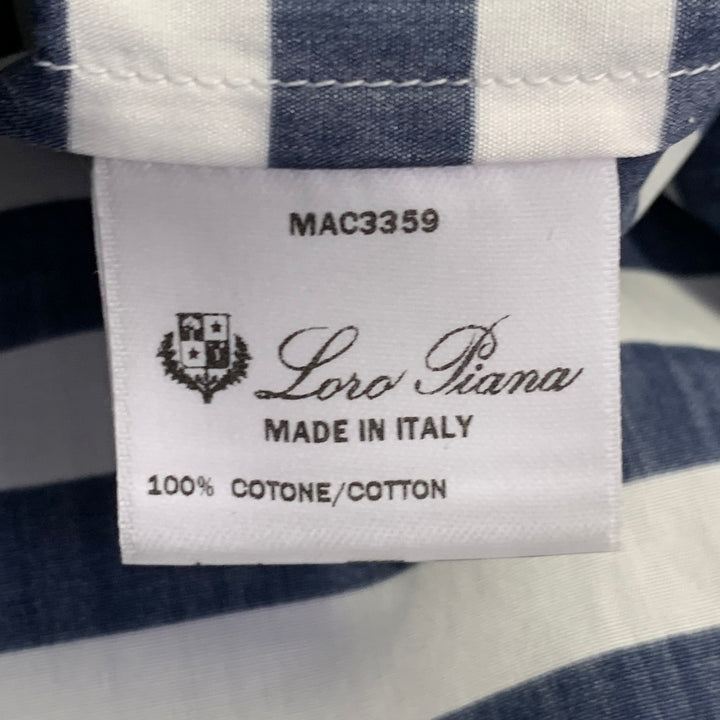 MAC3359
Loro Piana
MADE IN ITALY
100% COTONE/COTTON